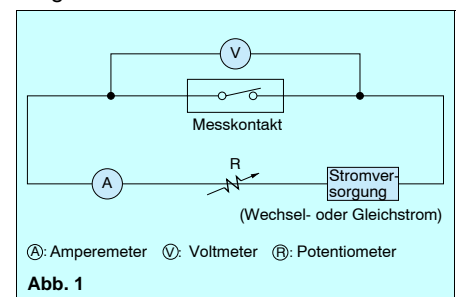 V
Messkontakt
A
R
Stromver-
sorgung
(Wechsel- oder Gleichstrom)
Ⓐ: Amperemeter Ⓥ: Voltmeter Ⓡ: Potentiometer
Abb. 1